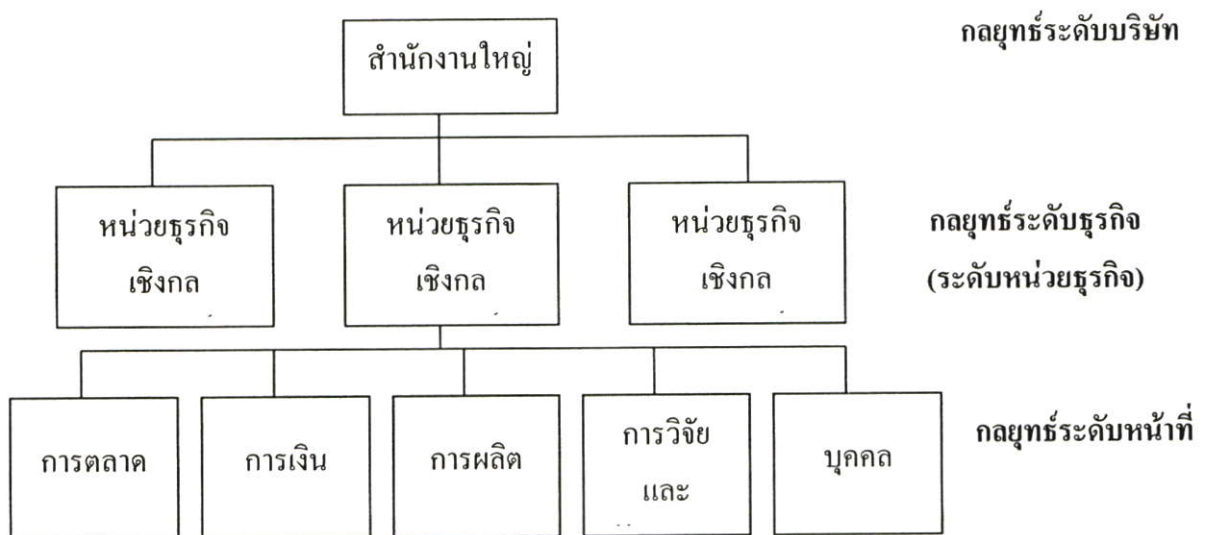 กลยุทธ์ระดับบริษัท
สำนักงานใหญ่
หน่วยธุรกิจ
เชิงกล
หน่วยธุรกิจ
เชิงกล
หน่วยธุรกิจ
เชิงกล
กลยุทธ์ระดับธุรกิจ
(ระดับหน่วยธุรกิจ)
การตลาด
การเงิน
การผลิต
การวิจัย
และ
บุคคล
กลยุทธ์ระดับหน้าที่